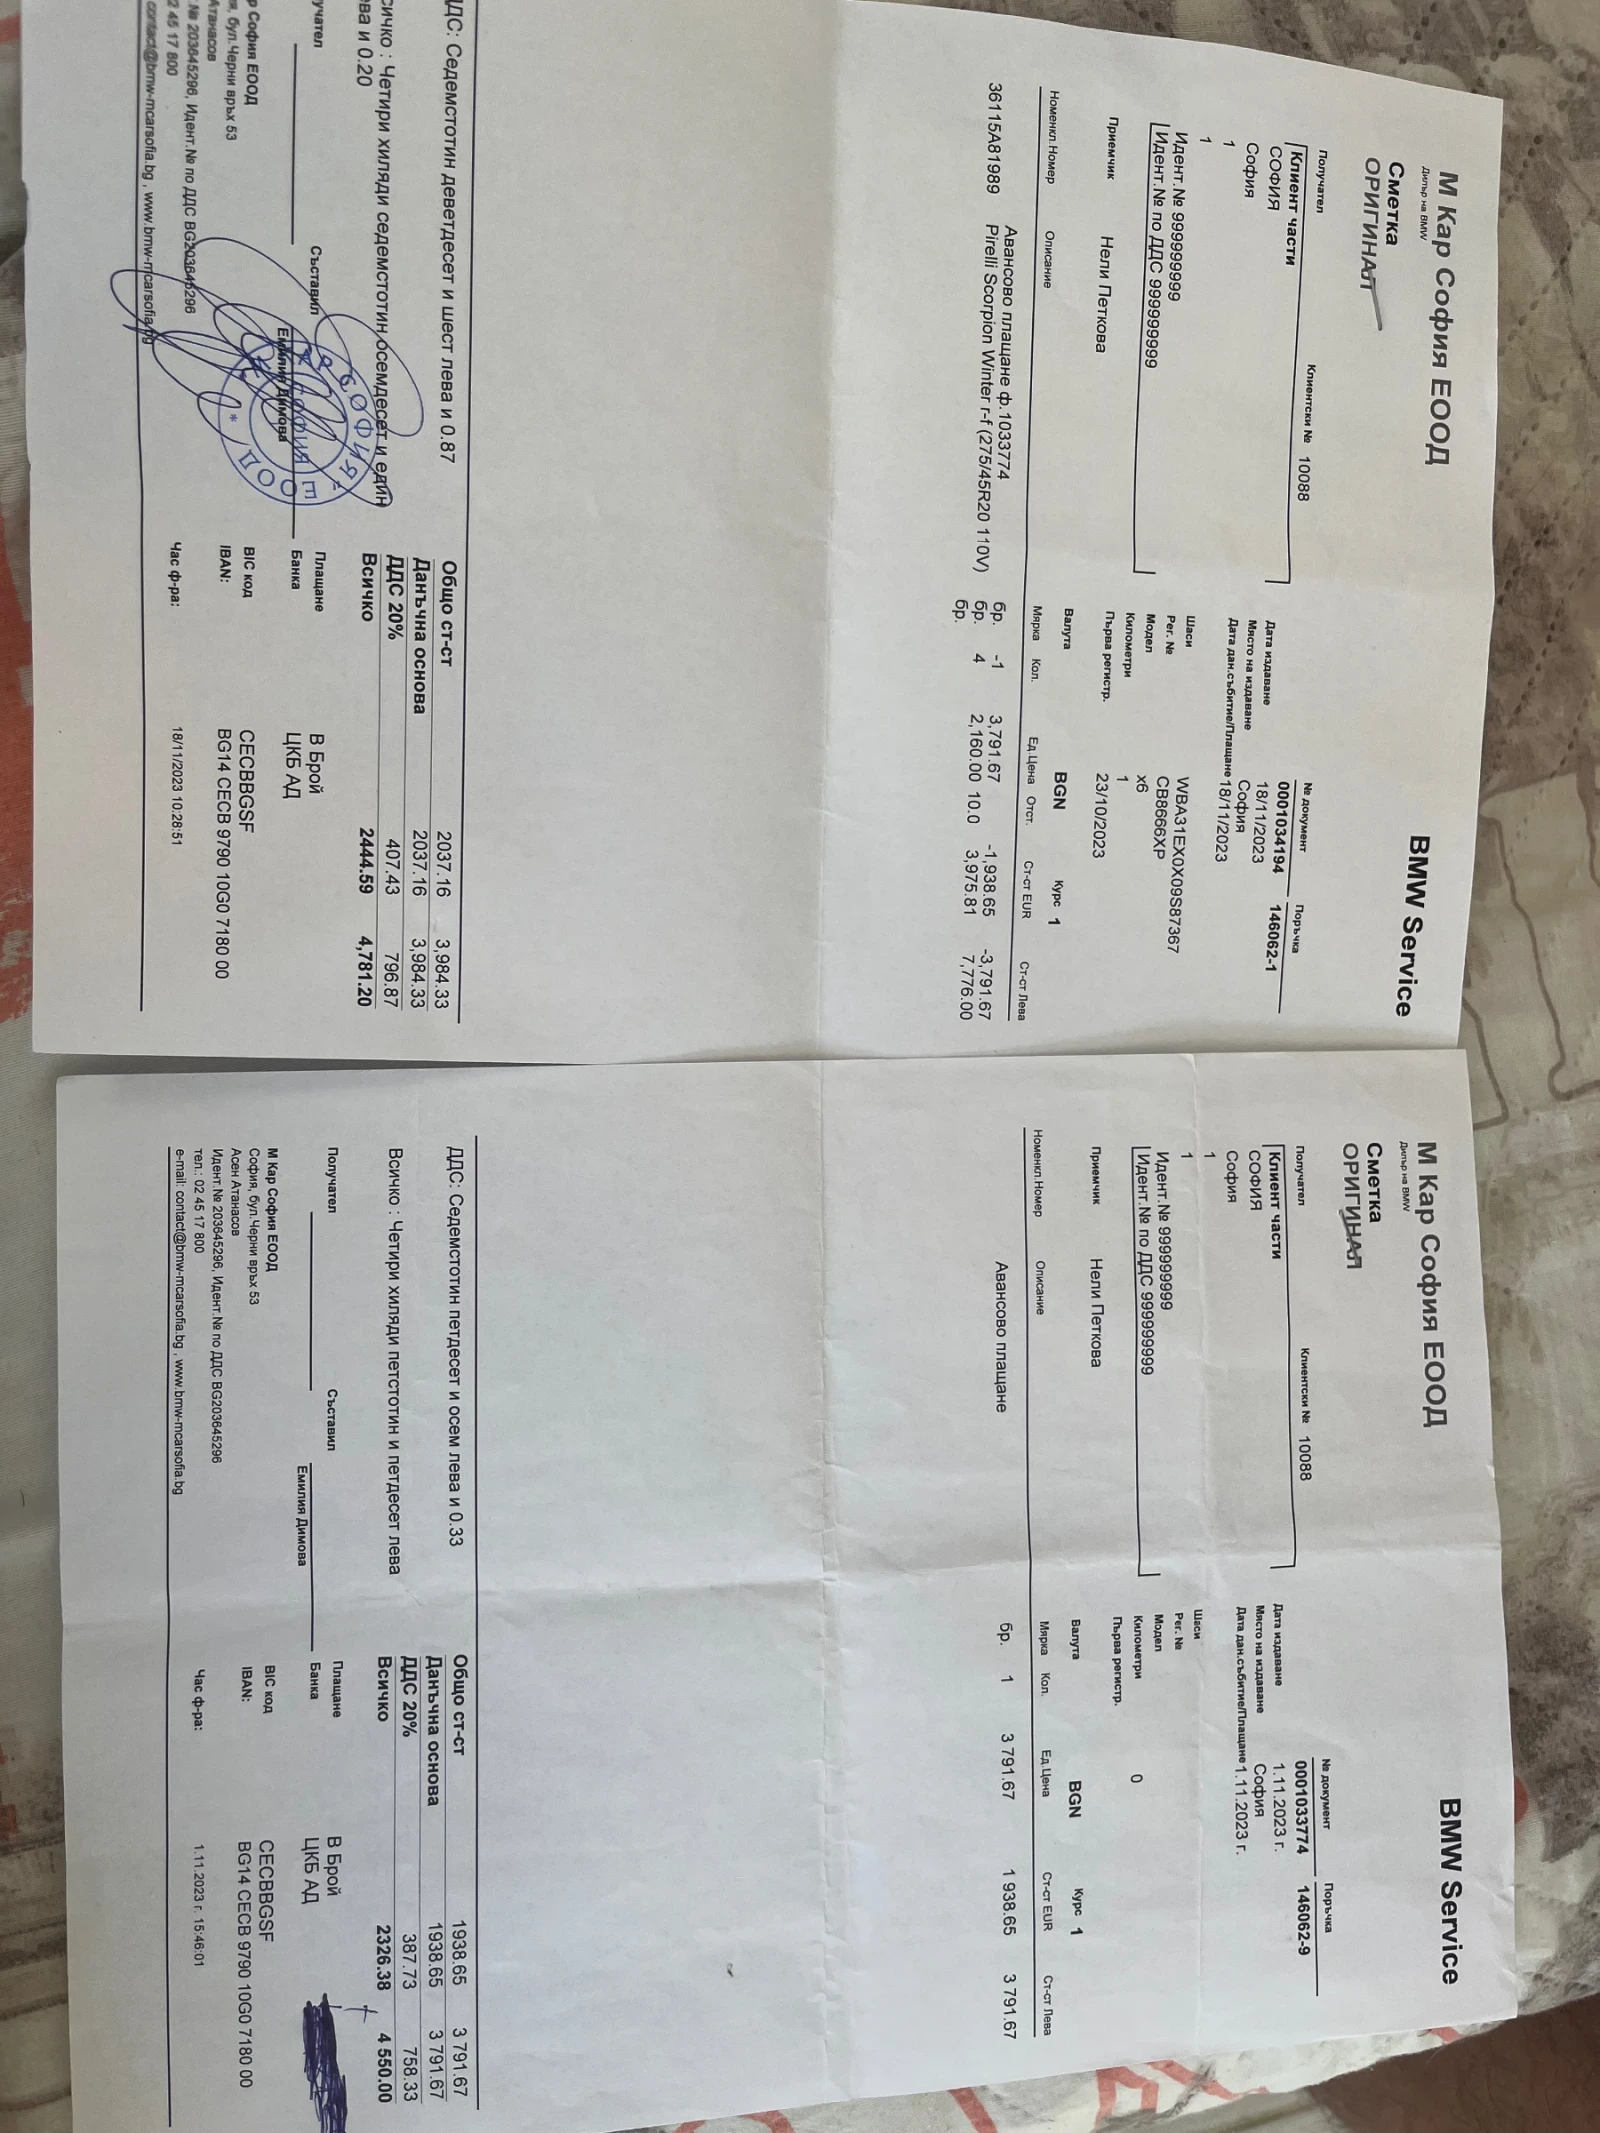 М Кар София ЕООД
Дилър на BMW
BMW Service
Сметка
ОРИГИНАЛ
№ документ Поръчка
0001034194 146062-1
Получател Клиентски № 10088
Клиент части
СОФИЯ
София
1
1
Идент.№ 9999999999
Идент.№ по ДДС 9999999999
Дата издаване 18/11/2023
Място на издаване София
Дата дан.събитие/Плащане 18/11/2023
Шаси WBA31EX0X09S87367
Рег. № CB8666XP
Модел x6
Километри 1
Първа регистр. 23/10/2023
Приемчик Нели Петкова
Валута BGN Курс 1
Номенкл.Номер Описание Мярка Кол. Ед.Цена Отст. Ст-ст EUR Ст-ст Лева
Авансово плащане ф.1033774 бр. -1 3,791.67 -1,938.65 -3,791.67
36115A81989 Pirelli Scorpion Winter r-f (275/45R20 110V) бр. 4 2,160.00 10.0 3,975.81 7,776.00
бр.
Общо ст-ст 2037.16 3,984.33
ДДС: Седемстотин деветдесет и шест лева и 0.87
Данъчна основа 2037.16 3,984.33
ДДС 20% 407.43 796.87
Всичко 2444.59 4,781.20
сичко : Четири хиляди седемстотин осемдесет и един
ева и 0.20
учател Съставил
Емилия Димова
Плащане В Брой
Банка ЦКБ АД
BIC код CECBBGSF
IBAN: BG14 CECB 9790 10G0 7180 00
Час ф-ра: 18/11/2023 10:28:51
р София ЕООД
я, бул.Черни връх 53
Атанасов
.№ 203645296, Идент.№ по ДДС BG203645296
2 45 17 800
contact@bmw-mcarsofia.bg , www.bmw-mcarsofia.bg
М Кар София ЕООД
Дилър на BMW
BMW Service
Сметка
ОРИГИНАЛ
№ документ Поръчка
0001033774 146062-9
Получател Клиентски № 10088
Клиент части
СОФИЯ
София
1
1
Идент.№ 9999999999
Идент.№ по ДДС 9999999999
Дата издаване 1.11.2023 г.
Място на издаване София
Дата дан.събитие/Плащане 1.11.2023 г.
Шаси
Рег. №
Модел
Километри 0
Първа регистр.
Приемчик Нели Петкова
Валута BGN Курс 1
Номенкл.Номер Описание Мярка Кол. Ед.Цена Ст-ст EUR Ст-ст Лева
Авансово плащане бр. 1 3 791.67 1 938.65 3 791.67
Общо ст-ст 1938.65 3 791.67
ДДС: Седемстотин петдесет и осем лева и 0.33
Данъчна основа 1938.65 3 791.67
ДДС 20% 387.73 758.33
Всичко 2326.38 4 550.00
Всичко : Четири хиляди петстотин и петдесет лева
Получател Съставил
Емилия Димова
Плащане В Брой
Банка ЦКБ АД
BIC код CECBBGSF
IBAN: BG14 CECB 9790 10G0 7180 00
Час ф-ра: 1.11.2023 г. 15:46:01
М Кар София ЕООД
София, бул.Черни връх 53
Асен Атанасов
Идент.№ 203645296, Идент.№ по ДДС BG203645296
тел.: 02 45 17 800
e-mail: contact@bmw-mcarsofia.bg , www.bmw-mcarsofia.bg